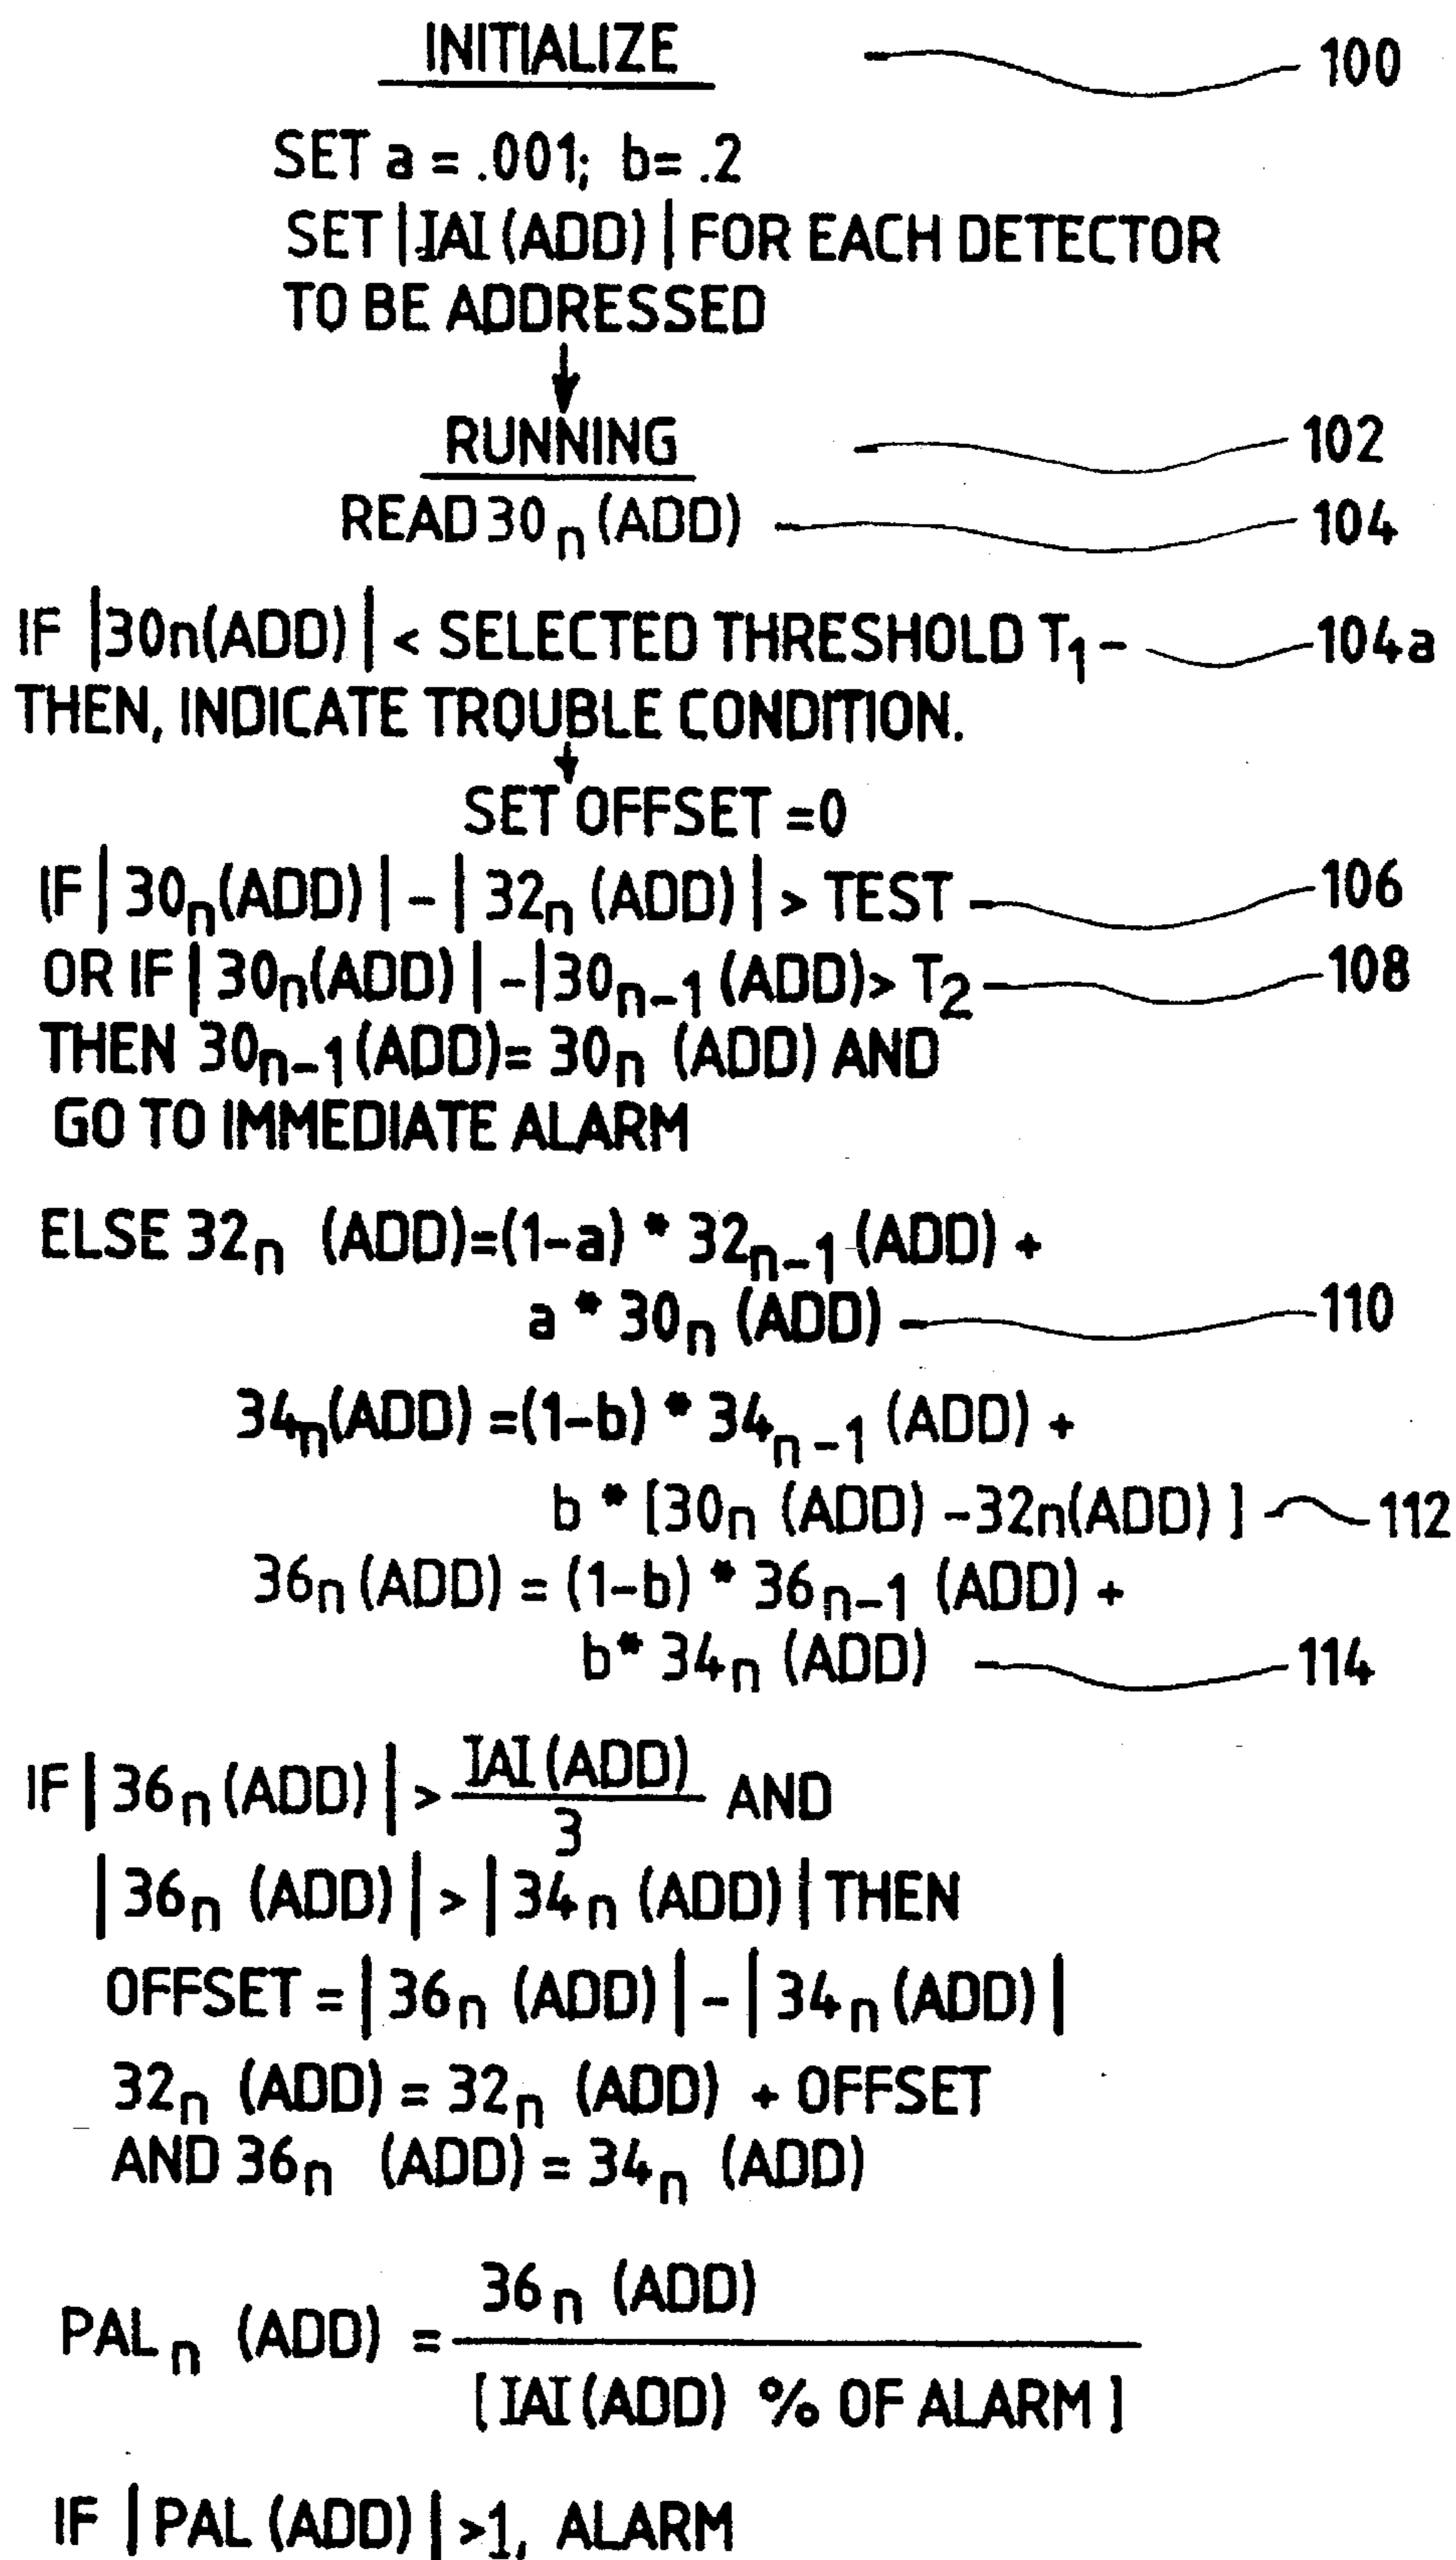 INITIALIZE 100
SET a = .001; b= .2
SET |IAI (ADD) | FOR EACH DETECTOR
TO BE ADDRESSED
RUNNING 102
READ 30n (ADD) 104
IF |30n(ADD)| < SELECTED THRESHOLD T1 - 104a
THEN, INDICATE TROUBLE CONDITION.
SET OFFSET =0
IF | 30n(ADD) | - | 32n (ADD) | > TEST 106
OR IF | 30n(ADD) | - |30n-1 (ADD)> T2 108
THEN 30n-1(ADD)= 30n (ADD) AND
GO TO IMMEDIATE ALARM
ELSE 32n (ADD)=(1-a) * 32n-1 (ADD) +
a * 30n (ADD) 110
34n(ADD) =(1-b) * 34n-1 (ADD) +
b * [30n (ADD) -32n(ADD) ] 112
36n (ADD) = (1-b) * 36n-1 (ADD) +
b* 34n (ADD) 114
IF | 36n (ADD) | > IAI (ADD) AND
3
| 36n (ADD) | > | 34n (ADD) | THEN
OFFSET = | 36n (ADD) | - | 34n (ADD) |
32n (ADD) = 32n (ADD) + OFFSET
AND 36n (ADD) = 34n (ADD)
36n (ADD)
PALn (ADD) =
[ IAI (ADD) % OF ALARM ]
IF | PAL (ADD) | >1, ALARM